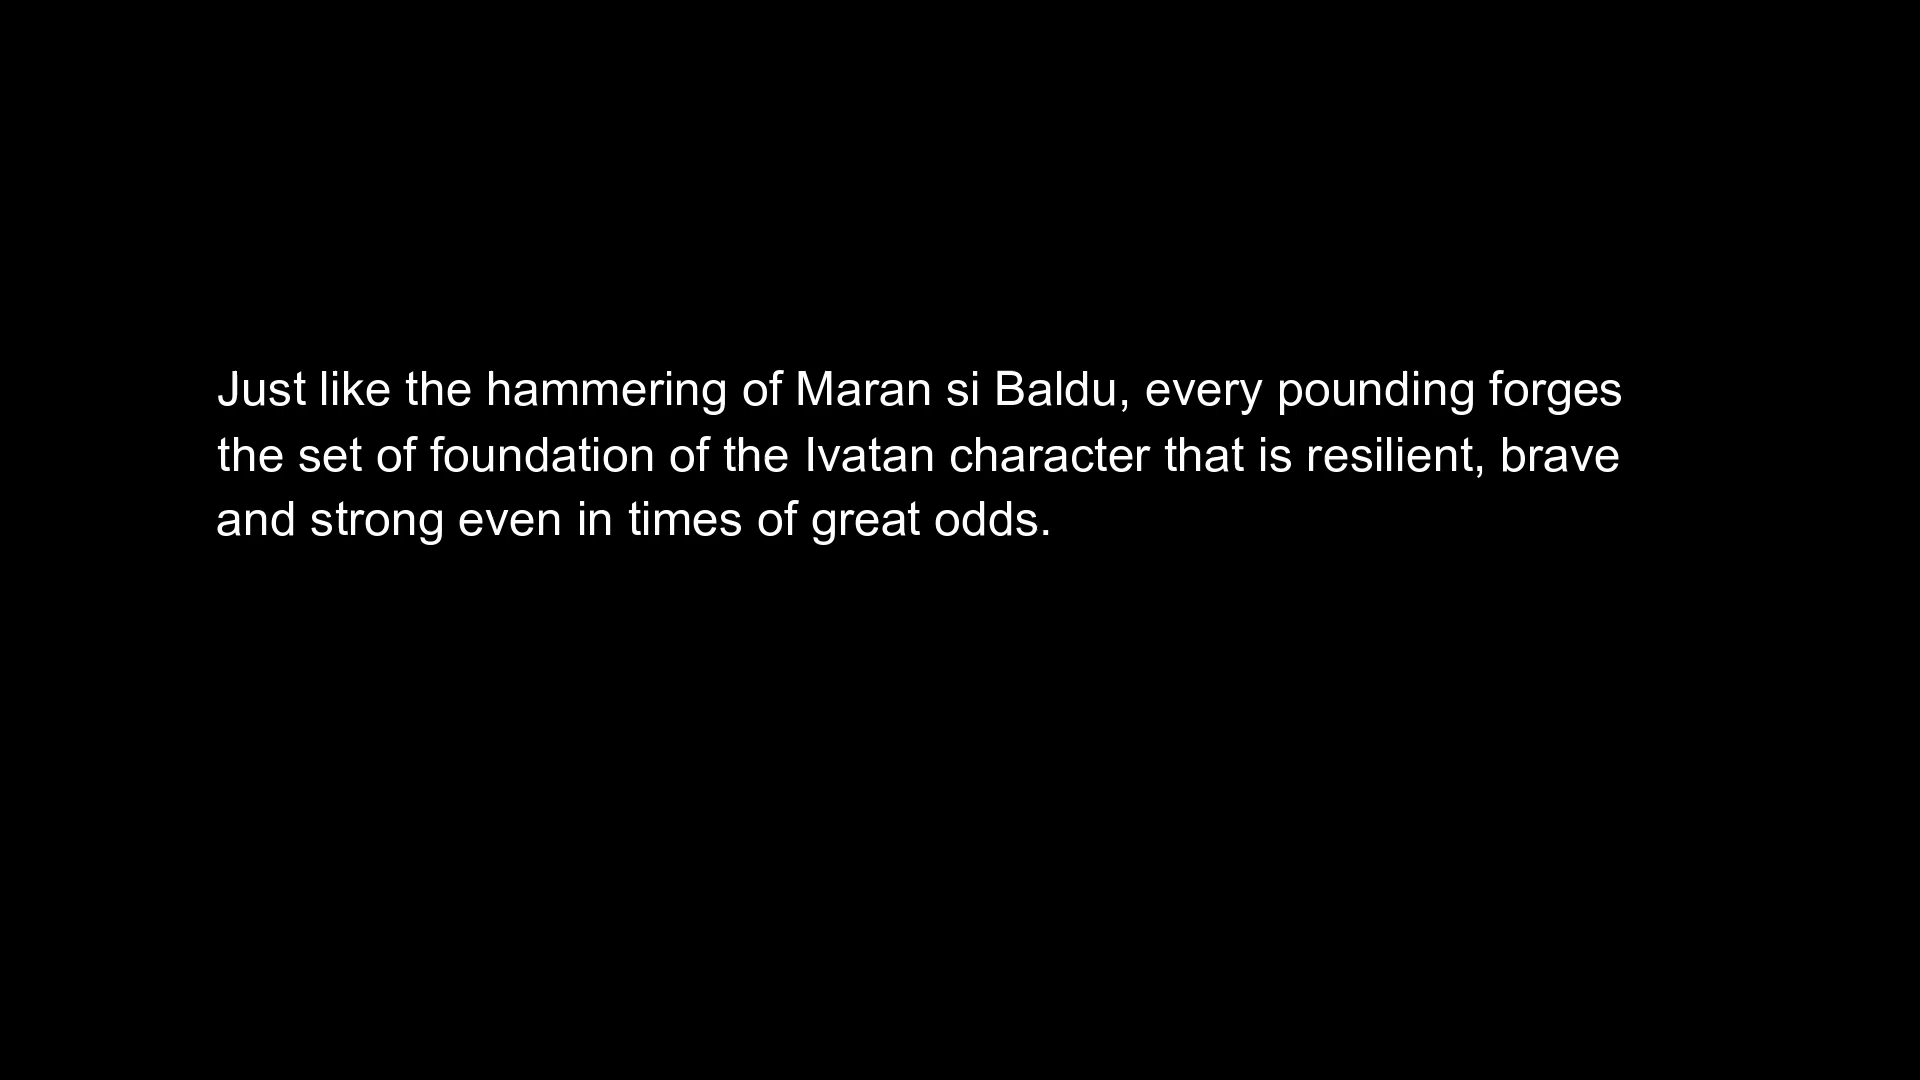 Just like the hammering of Maran si Baldu, every pounding forges
the set of foundation of the Ivatan character that is resilient, brave
and strong even in times of great odds.